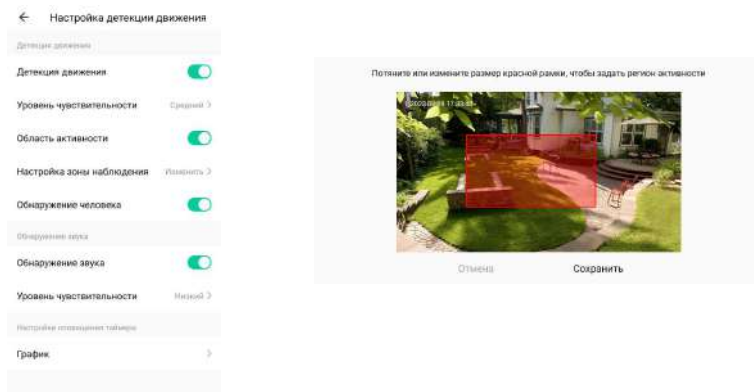 Настройка детекции движения
Детекция движения
Детекция движения
Уровень чувствительности Средний
Область активности
Настройка зоны наблюдения Изменить
Обнаружение человека
Обнаружение звука
Обнаружение звука
Уровень чувствительности Низкий
График
Потяните или измените размер красной рамки, чтобы задать регион активности
Отмена Сохранить